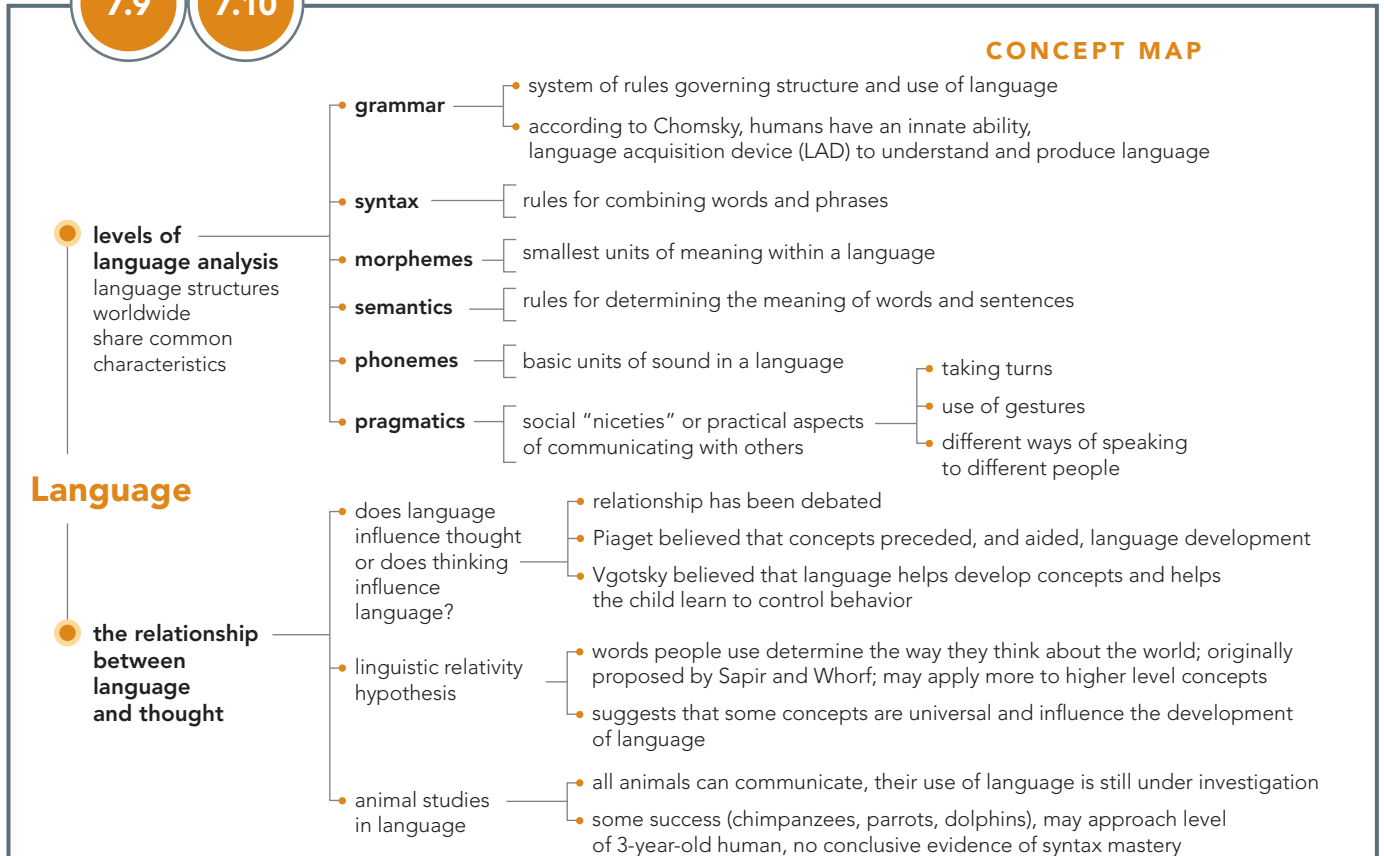 7.9 7.10
CONCEPT MAP
grammar
system of rules governing structure and use of language
according to Chomsky, humans have an innate ability,
language acquisition device (LAD) to understand and produce language
syntax
rules for combining words and phrases
levels of
language analysis
language structures
worldwide
share common
characteristics
morphemes
smallest units of meaning within a language
semantics
rules for determining the meaning of words and sentences
phonemes
basic units of sound in a language
pragmatics
social “niceties” or practical aspects
of communicating with others
taking turns
use of gestures
different ways of speaking
to different people
Language
does language
influence thought
or does thinking
influence
language?
relationship has been debated
Piaget believed that concepts preceded, and aided, language development
Vgotsky believed that language helps develop concepts and helps
the child learn to control behavior
the relationship
between
language
and thought
linguistic relativity
hypothesis
words people use determine the way they think about the world; originally
proposed by Sapir and Whorf; may apply more to higher level concepts
suggests that some concepts are universal and influence the development
of language
animal studies
in language
all animals can communicate, their use of language is still under investigation
some success (chimpanzees, parrots, dolphins), may approach level
of 3-year-old human, no conclusive evidence of syntax mastery